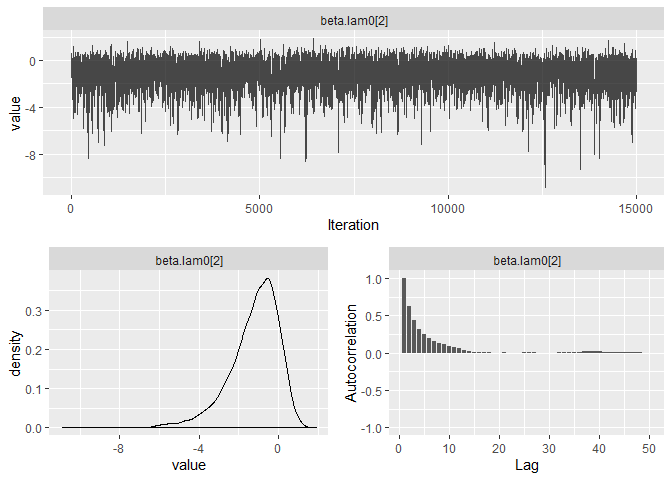 beta.lam0[2]
value
0
-4
-8
0 5000 10000 15000
Iteration
beta.lam0[2]
density
0.3
0.2
0.1
0.0
-8 -4 0
value
beta.lam0[2]
Autocorrelation
1.0
0.5
0.0
-0.5
-1.0
0 10 20 30 40 50
Lag